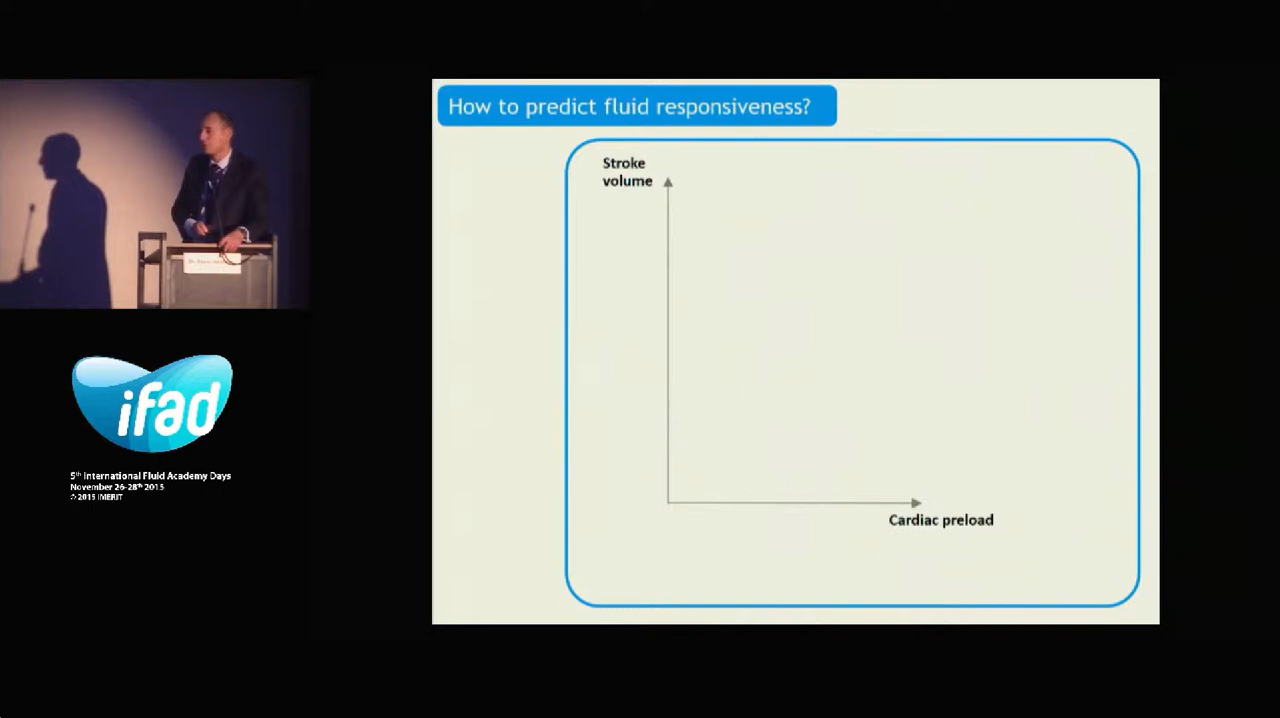 How to predict fluid responsiveness?
Stroke
volume
Cardiac preload
ifad
5th International Fluid Academy Days
November 26-28th 2015
© 2015 IMERIT